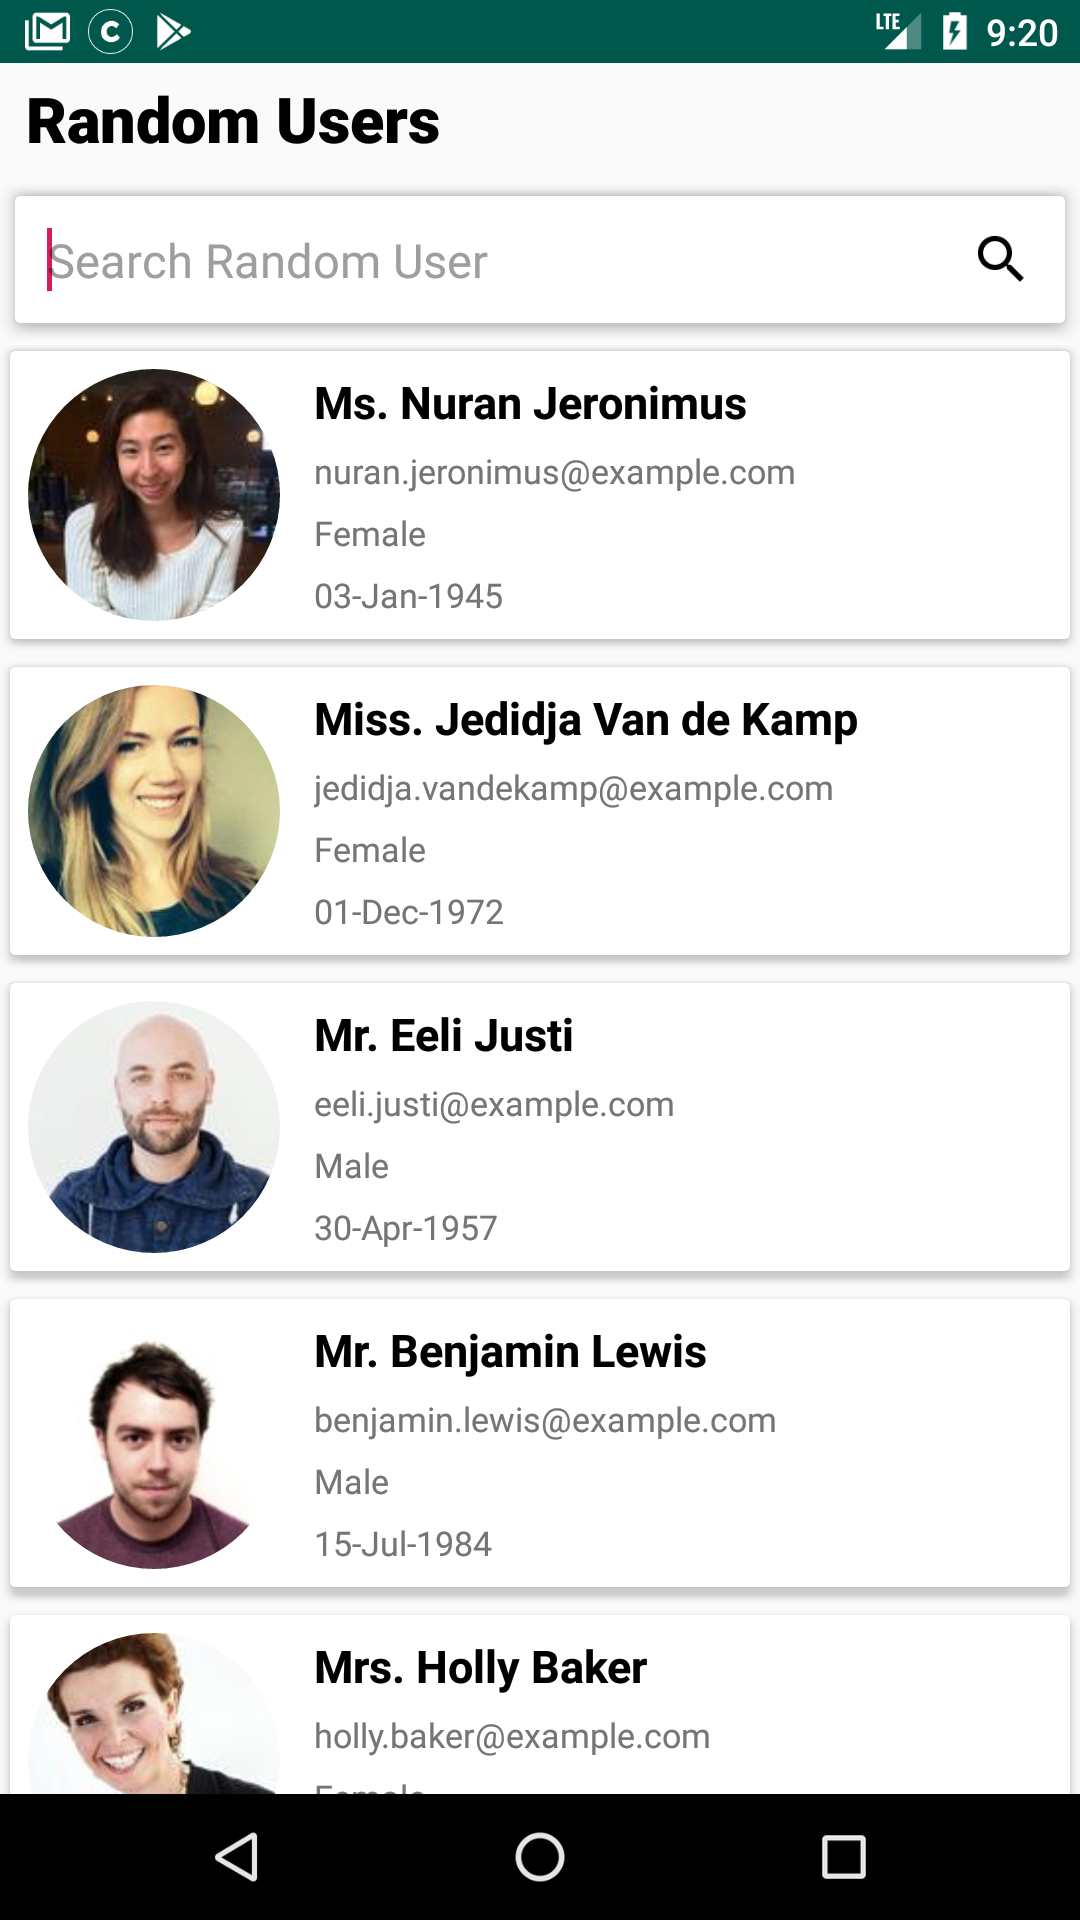 LTE 9:20
Random Users
Search Random User
Ms. Nuran Jeronimus
nuran.jeronimus@example.com
Female
03-Jan-1945
Miss. Jedidja Van de Kamp
jedidja.vandekamp@example.com
Female
01-Dec-1972
Mr. Eeli Justi
eeli.justi@example.com
Male
30-Apr-1957
Mr. Benjamin Lewis
benjamin.lewis@example.com
Male
15-Jul-1984
Mrs. Holly Baker
holly.baker@example.com
Female